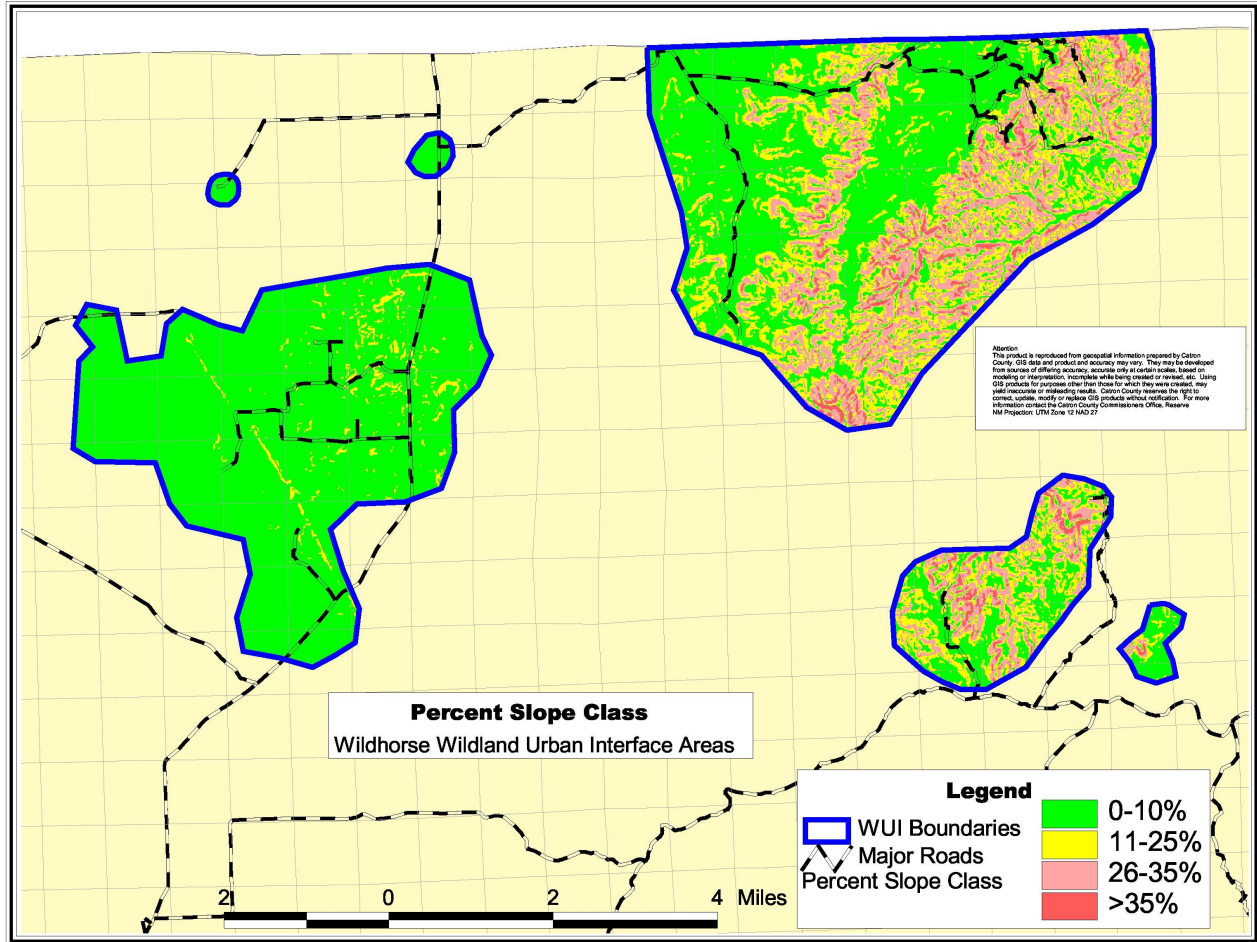 Attention
This product is reproduced from geospatial information prepared by Catron
County. GIS data and product and accuracy may vary. They may be developed
from sources of differing accuracy, accurate only at certain scales, based on
modeling or interpretation, incomplete while being created or revised, etc. Using
GIS products for purposes other than those for which they were created, may
yield inaccurate or misleading results. Catron County reserves the right to
correct, update, modify or replace GIS products without notification. For more
information contact the Catron County Commissioners Office, Reserve
NM Projection: UTM Zone 12 NAD 27
Percent Slope Class
Wildhorse Wildland Urban Interface Areas
Legend
WUI Boundaries
Major Roads
Percent Slope Class
0-10%
11-25%
26-35%
>35%
2 0 2 4 Miles